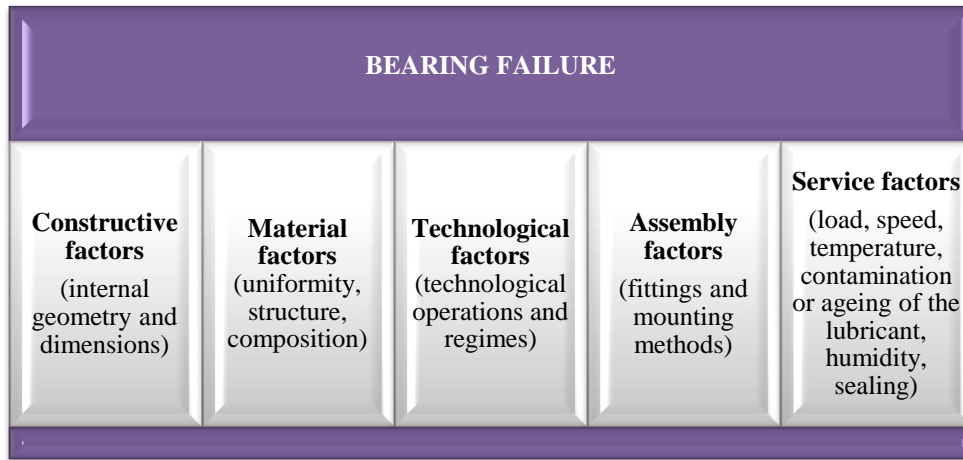 BEARING FAILURE
Constructive
factors
(internal
geometry and
dimensions)
Material
factors
(uniformity,
structure,
composition)
Technological
factors
(technological
operations and
regimes)
Assembly
factors
(fittings and
mounting
methods)
Service factors
(load, speed,
temperature,
contamination
or ageing of the
lubricant,
humidity,
sealing)